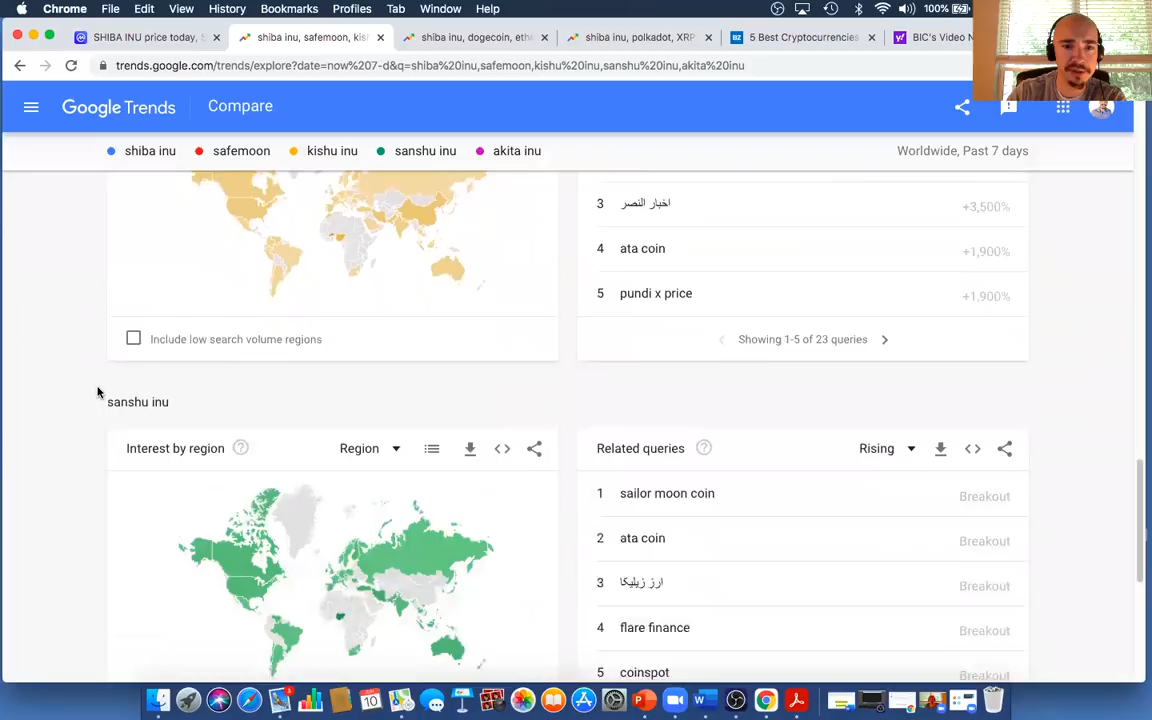 Chrome File Edit View History Bookmarks Profiles Tab Window Help 100%
SHIBA INU price today, S × shiba inu, safemoon, kish × shiba inu, dogecoin, ethe × shiba inu, polkadot, XRP × BZ 5 Best Cryptocurrencies × y! BIC's Video N
trends.google.com/trends/explore?date=now%207-d&q=shiba%20inu,safemoon,kishu%20inu,sanshu%20inu,akita%20inu
Google Trends Compare
shiba inu safemoon kishu inu sanshu inu akita inu Worldwide, Past 7 days
3 اخبار النصر +3,500%
4 ata coin +1,900%
5 pundi x price +1,900%
Include low search volume regions Showing 1-5 of 23 queries
sanshu inu
Interest by region Region Related queries Rising
1 sailor moon coin Breakout
2 ata coin Breakout
3 ارز زیلیکا Breakout
4 flare finance Breakout
5 coinspot
10